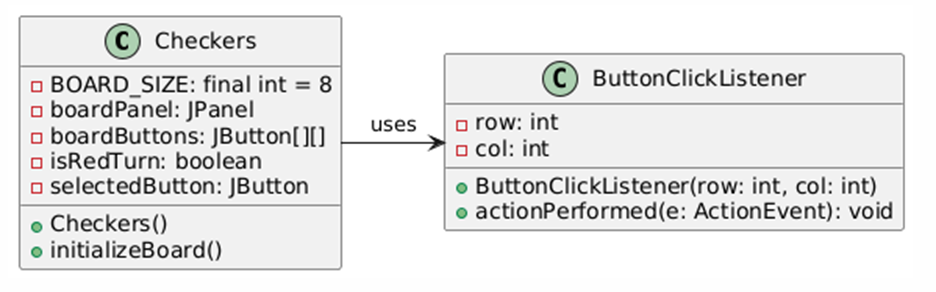 C Checkers
BOARD_SIZE: final int = 8
boardPanel: JPanel
boardButtons: JButton[][]
isRedTurn: boolean
selectedButton: JButton
Checkers()
initializeBoard()
uses
C ButtonClickListener
row: int
col: int
ButtonClickListener(row: int, col: int)
actionPerformed(e: ActionEvent): void